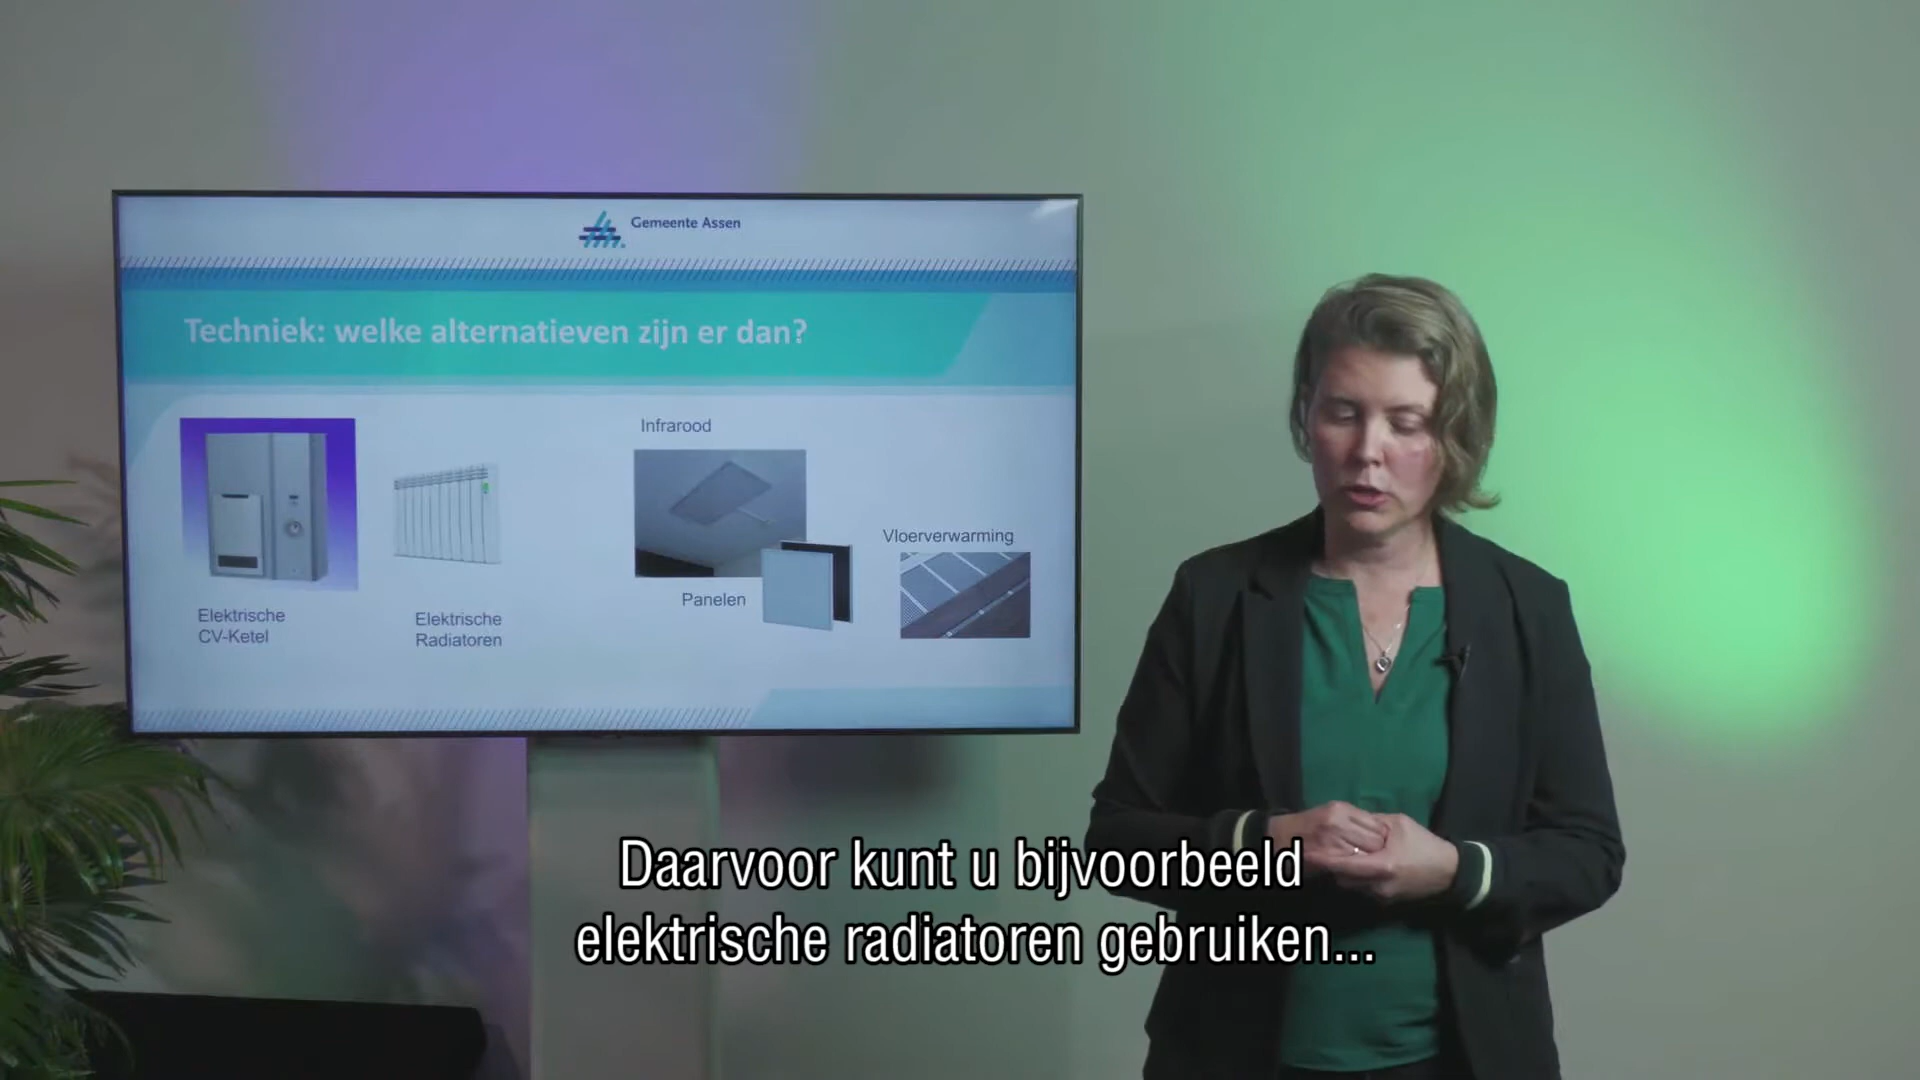 Gemeente Assen
Techniek: welke alternatieven zijn er dan?
Infrarood
Vloerverwarming
Panelen
Elektrische
CV-Ketel
Elektrische
Radiatoren
Daarvoor kunt u bijvoorbeeld
elektrische radiatoren gebruiken...